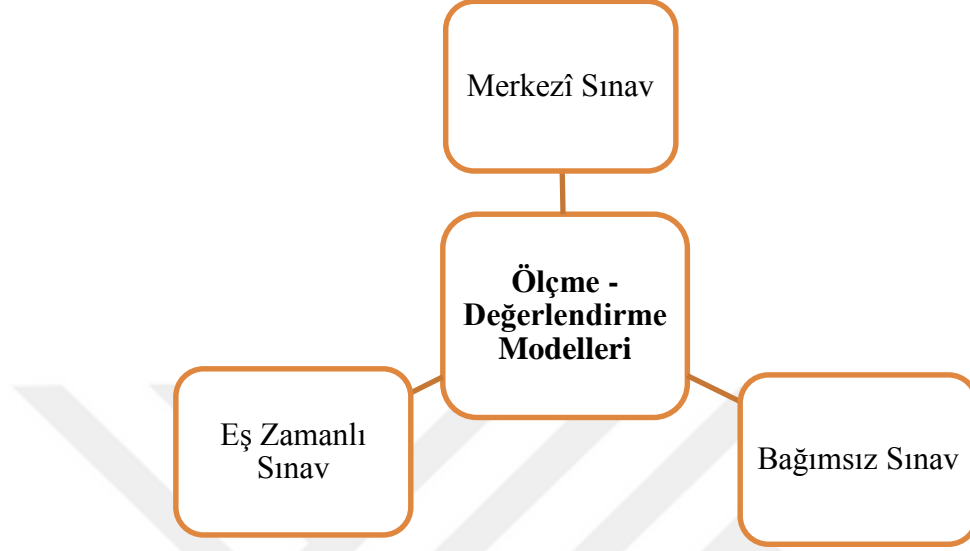 Merkezî Sınav
Ölçme -
Değerlendirme
Modelleri
Eş Zamanlı
Sınav
Bağımsız Sınav